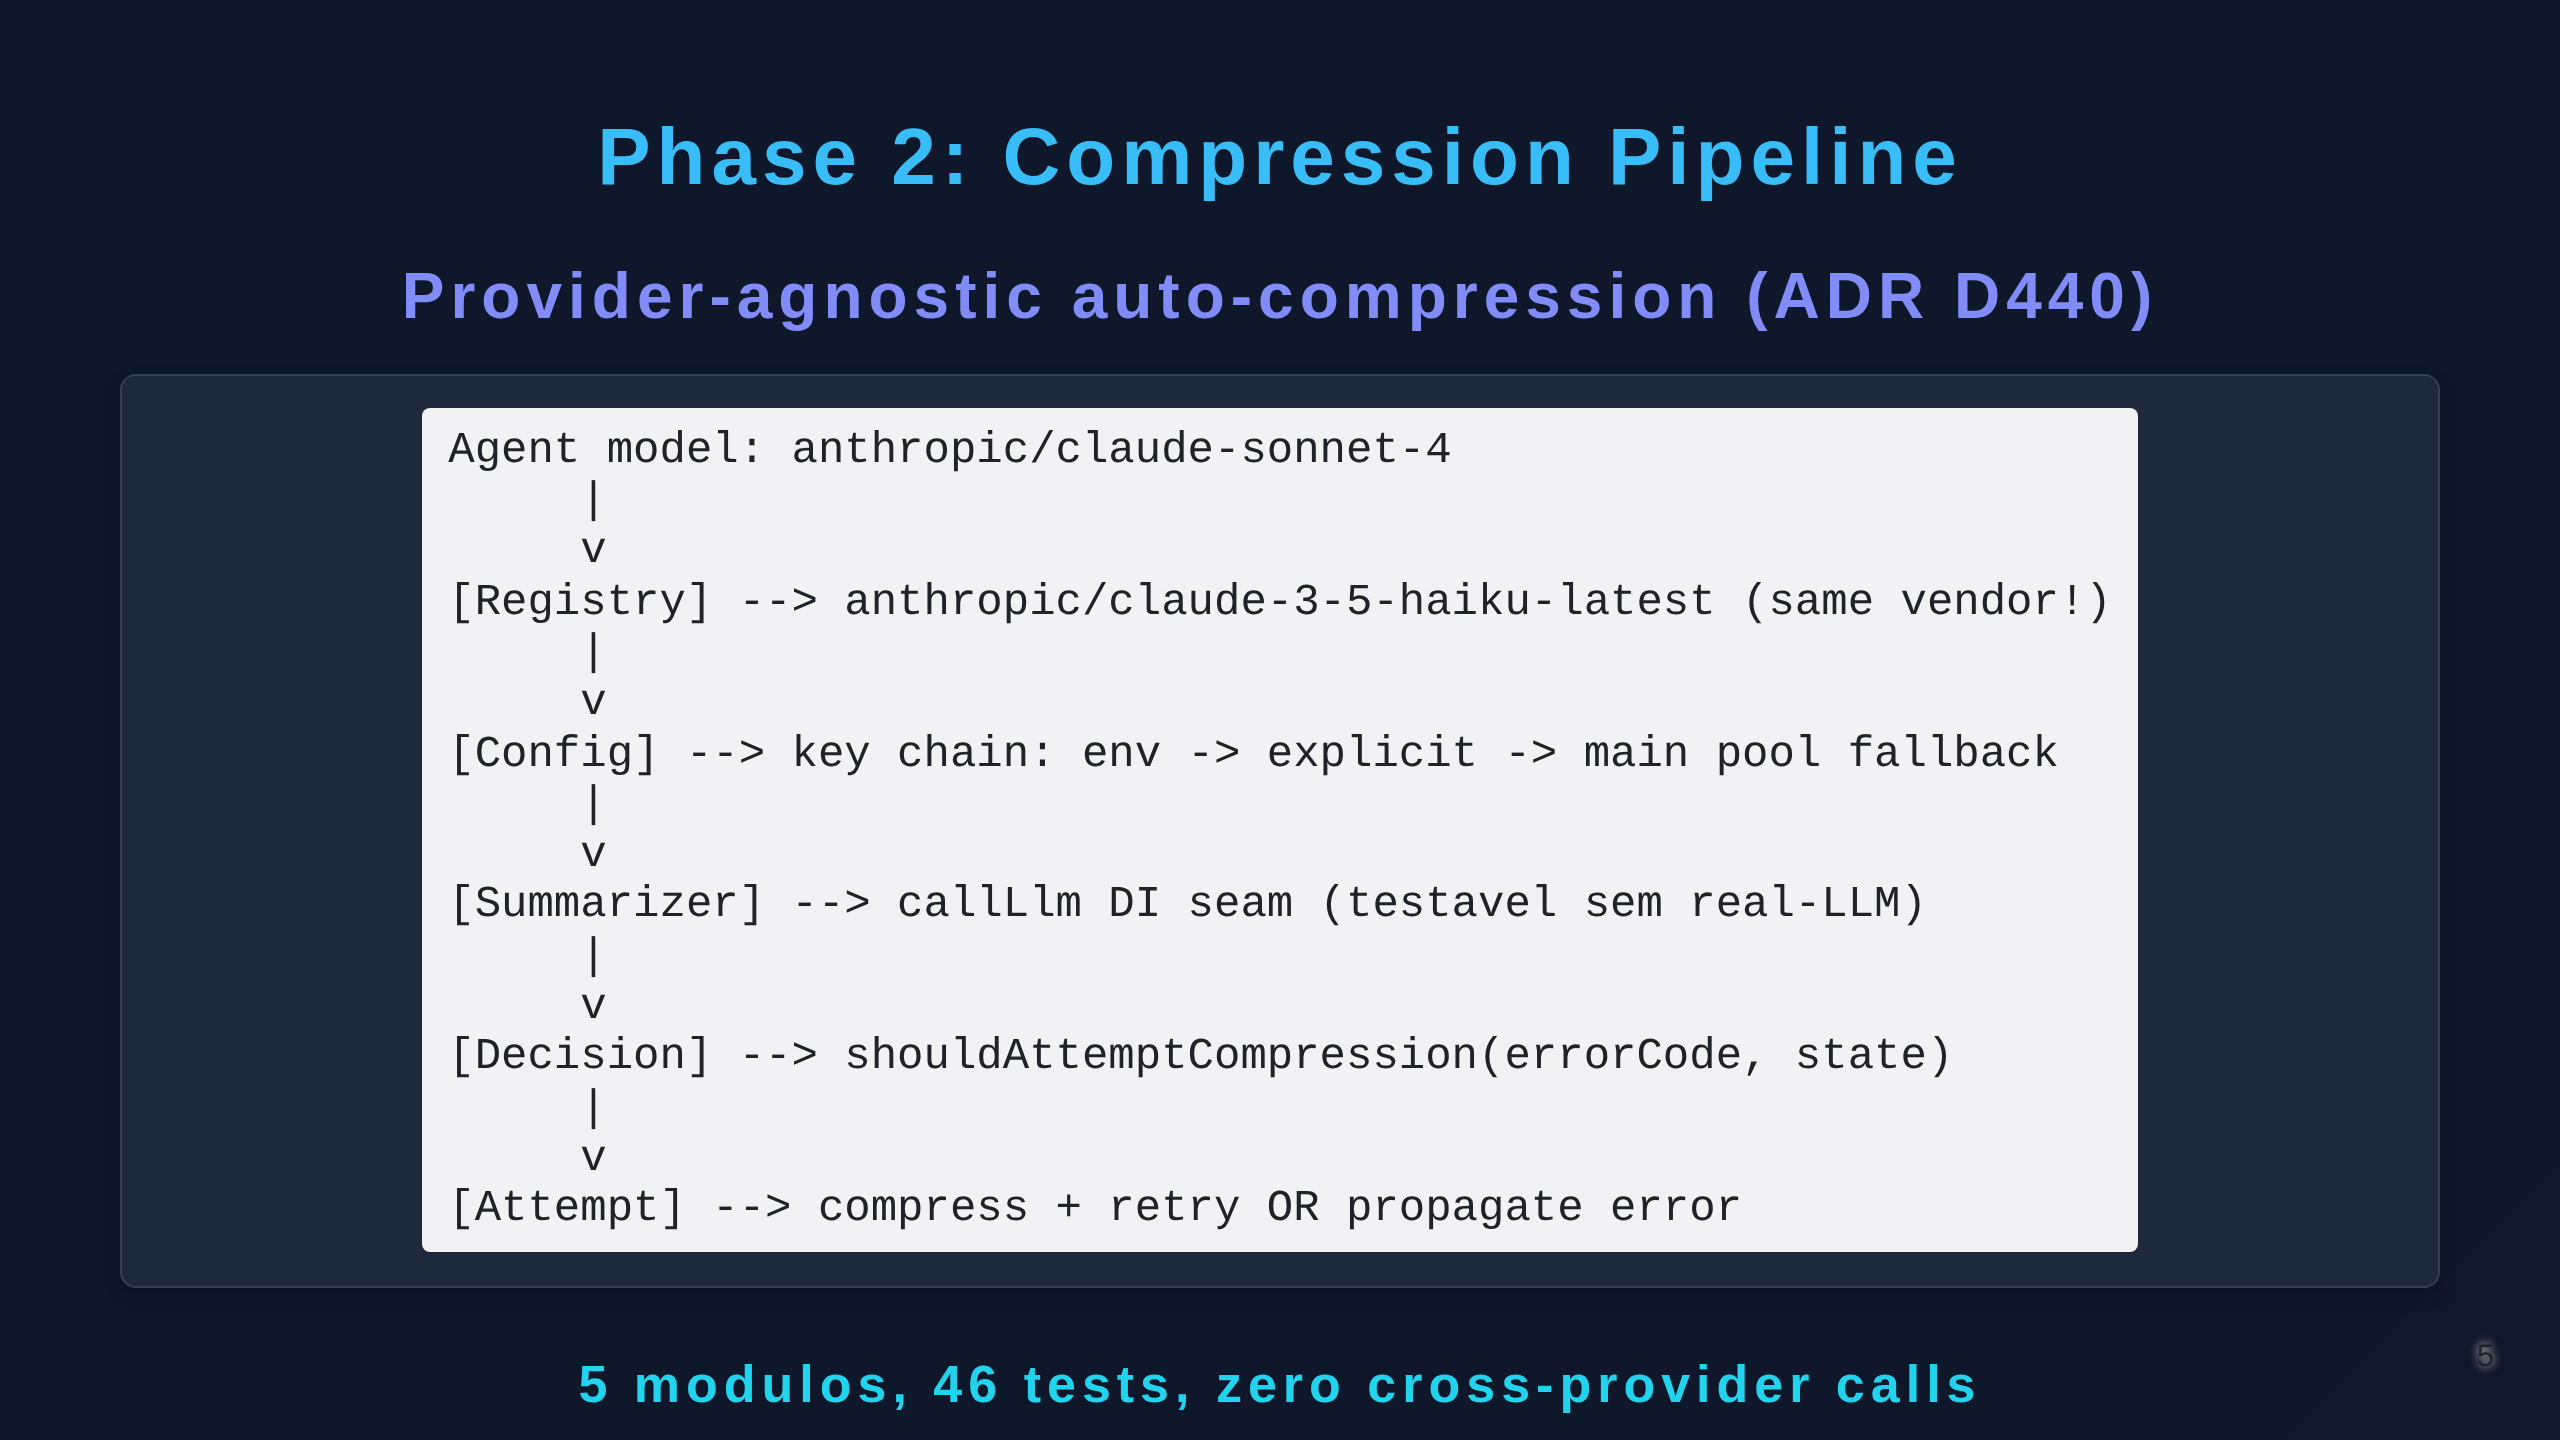 Phase 2: Compression Pipeline
Provider-agnostic auto-compression (ADR D440)
Agent model: anthropic/claude-sonnet-4
     |
     v
[Registry] --> anthropic/claude-3-5-haiku-latest (same vendor!)
     |
     v
[Config] --> key chain: env -> explicit -> main pool fallback
     |
     v
[Summarizer] --> callLlm DI seam (testavel sem real-LLM)
     |
     v
[Decision] --> shouldAttemptCompression(errorCode, state)
     |
     v
[Attempt] --> compress + retry OR propagate error
5 modulos, 46 tests, zero cross-provider calls
5